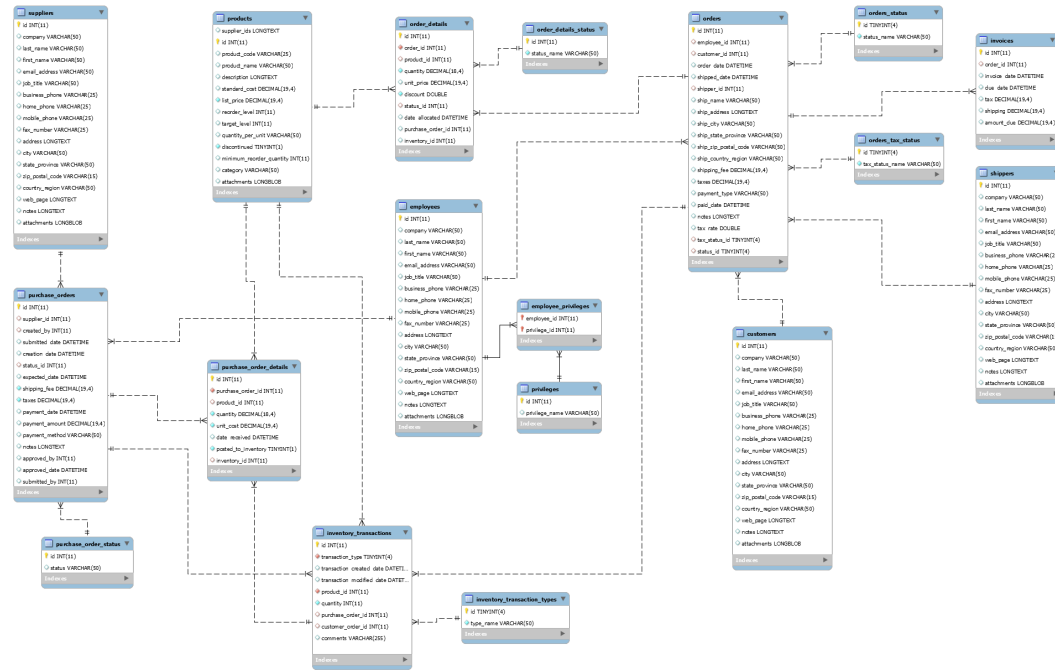 suppliers
id INT(11)
company VARCHAR(50)
last_name VARCHAR(50)
first_name VARCHAR(50)
email_address VARCHAR(50)
job_title VARCHAR(50)
business_phone VARCHAR(25)
home_phone VARCHAR(25)
mobile_phone VARCHAR(25)
fax_number VARCHAR(25)
address LONGTEXT
city VARCHAR(50)
state_province VARCHAR(50)
zip_postal_code VARCHAR(15)
country_region VARCHAR(50)
web_page LONGTEXT
notes LONGTEXT
attachments LONGBLOB
Indexes
products
supplier_ids LONGTEXT
id INT(11)
product_code VARCHAR(25)
product_name VARCHAR(50)
description LONGTEXT
standard_cost DECIMAL(19,4)
list_price DECIMAL(19,4)
reorder_level INT(11)
target_level INT(11)
quantity_per_unit VARCHAR(50)
discontinued TINYINT(1)
minimum_reorder_quantity INT(11)
category VARCHAR(50)
attachments LONGBLOB
Indexes
order_details
id INT(11)
order_id INT(11)
product_id INT(11)
quantity DECIMAL(18,4)
unit_price DECIMAL(19,4)
discount DOUBLE
status_id INT(11)
date_allocated DATETIME
purchase_order_id INT(11)
inventory_id INT(11)
Indexes
order_details_status
id INT(11)
status_name VARCHAR(50)
Indexes
orders
id INT(11)
employee_id INT(11)
customer_id INT(11)
order_date DATETIME
shipped_date DATETIME
shipper_id INT(11)
ship_name VARCHAR(50)
ship_address LONGTEXT
ship_city VARCHAR(50)
ship_state_province VARCHAR(50)
ship_zip_postal_code VARCHAR(50)
ship_country_region VARCHAR(50)
shipping_fee DECIMAL(19,4)
taxes DECIMAL(19,4)
payment_type VARCHAR(50)
paid_date DATETIME
notes LONGTEXT
tax_rate DOUBLE
tax_status_id TINYINT(4)
status_id TINYINT(4)
Indexes
orders_status
id TINYINT(4)
status_name VARCHAR(50)
Indexes
invoices
id INT(11)
order_id INT(11)
invoice_date DATETIME
due_date DATETIME
tax DECIMAL(19,4)
shipping DECIMAL(19,4)
amount_due DECIMAL(19,4)
Indexes
orders_tax_status
id TINYINT(4)
tax_status_name VARCHAR(50)
Indexes
shippers
id INT(11)
company VARCHAR(50)
last_name VARCHAR(50)
first_name VARCHAR(50)
email_address VARCHAR(50)
job_title VARCHAR(50)
business_phone VARCHAR(2
home_phone VARCHAR(25)
mobile_phone VARCHAR(25)
fax_number VARCHAR(25)
address LONGTEXT
city VARCHAR(50)
state_province VARCHAR(50)
zip_postal_code VARCHAR(1
country_region VARCHAR(50
web_page LONGTEXT
notes LONGTEXT
attachments LONGBLOB
Indexes
employees
id INT(11)
company VARCHAR(50)
last_name VARCHAR(50)
first_name VARCHAR(50)
email_address VARCHAR(50)
job_title VARCHAR(50)
business_phone VARCHAR(25)
home_phone VARCHAR(25)
mobile_phone VARCHAR(25)
fax_number VARCHAR(25)
address LONGTEXT
city VARCHAR(50)
state_province VARCHAR(50)
zip_postal_code VARCHAR(15)
country_region VARCHAR(50)
web_page LONGTEXT
notes LONGTEXT
attachments LONGBLOB
Indexes
purchase_orders
id INT(11)
supplier_id INT(11)
created_by INT(11)
submitted_date DATETIME
creation_date DATETIME
status_id INT(11)
expected_date DATETIME
shipping_fee DECIMAL(19,4)
taxes DECIMAL(19,4)
payment_date DATETIME
payment_amount DECIMAL(19,4)
payment_method VARCHAR(50)
notes LONGTEXT
approved_by INT(11)
approved_date DATETIME
submitted_by INT(11)
Indexes
employee_privileges
employee_id INT(11)
privilege_id INT(11)
Indexes
privileges
id INT(11)
privilege_name VARCHAR(50)
Indexes
customers
id INT(11)
company VARCHAR(50)
last_name VARCHAR(50)
first_name VARCHAR(50)
email_address VARCHAR(50)
job_title VARCHAR(50)
business_phone VARCHAR(25)
home_phone VARCHAR(25)
mobile_phone VARCHAR(25)
fax_number VARCHAR(25)
address LONGTEXT
city VARCHAR(50)
state_province VARCHAR(50)
zip_postal_code VARCHAR(15)
country_region VARCHAR(50)
web_page LONGTEXT
notes LONGTEXT
attachments LONGBLOB
Indexes
purchase_order_details
id INT(11)
purchase_order_id INT(11)
product_id INT(11)
quantity DECIMAL(18,4)
unit_cost DECIMAL(19,4)
date_received DATETIME
posted_to_inventory TINYINT(1)
inventory_id INT(11)
Indexes
purchase_order_status
id INT(11)
status VARCHAR(50)
Indexes
inventory_transactions
id INT(11)
transaction_type TINYINT(4)
transaction_created_date DATETI...
transaction_modified_date DATET...
product_id INT(11)
quantity INT(11)
purchase_order_id INT(11)
customer_order_id INT(11)
comments VARCHAR(255)
Indexes
inventory_transaction_types
id TINYINT(4)
type_name VARCHAR(50)
Indexes